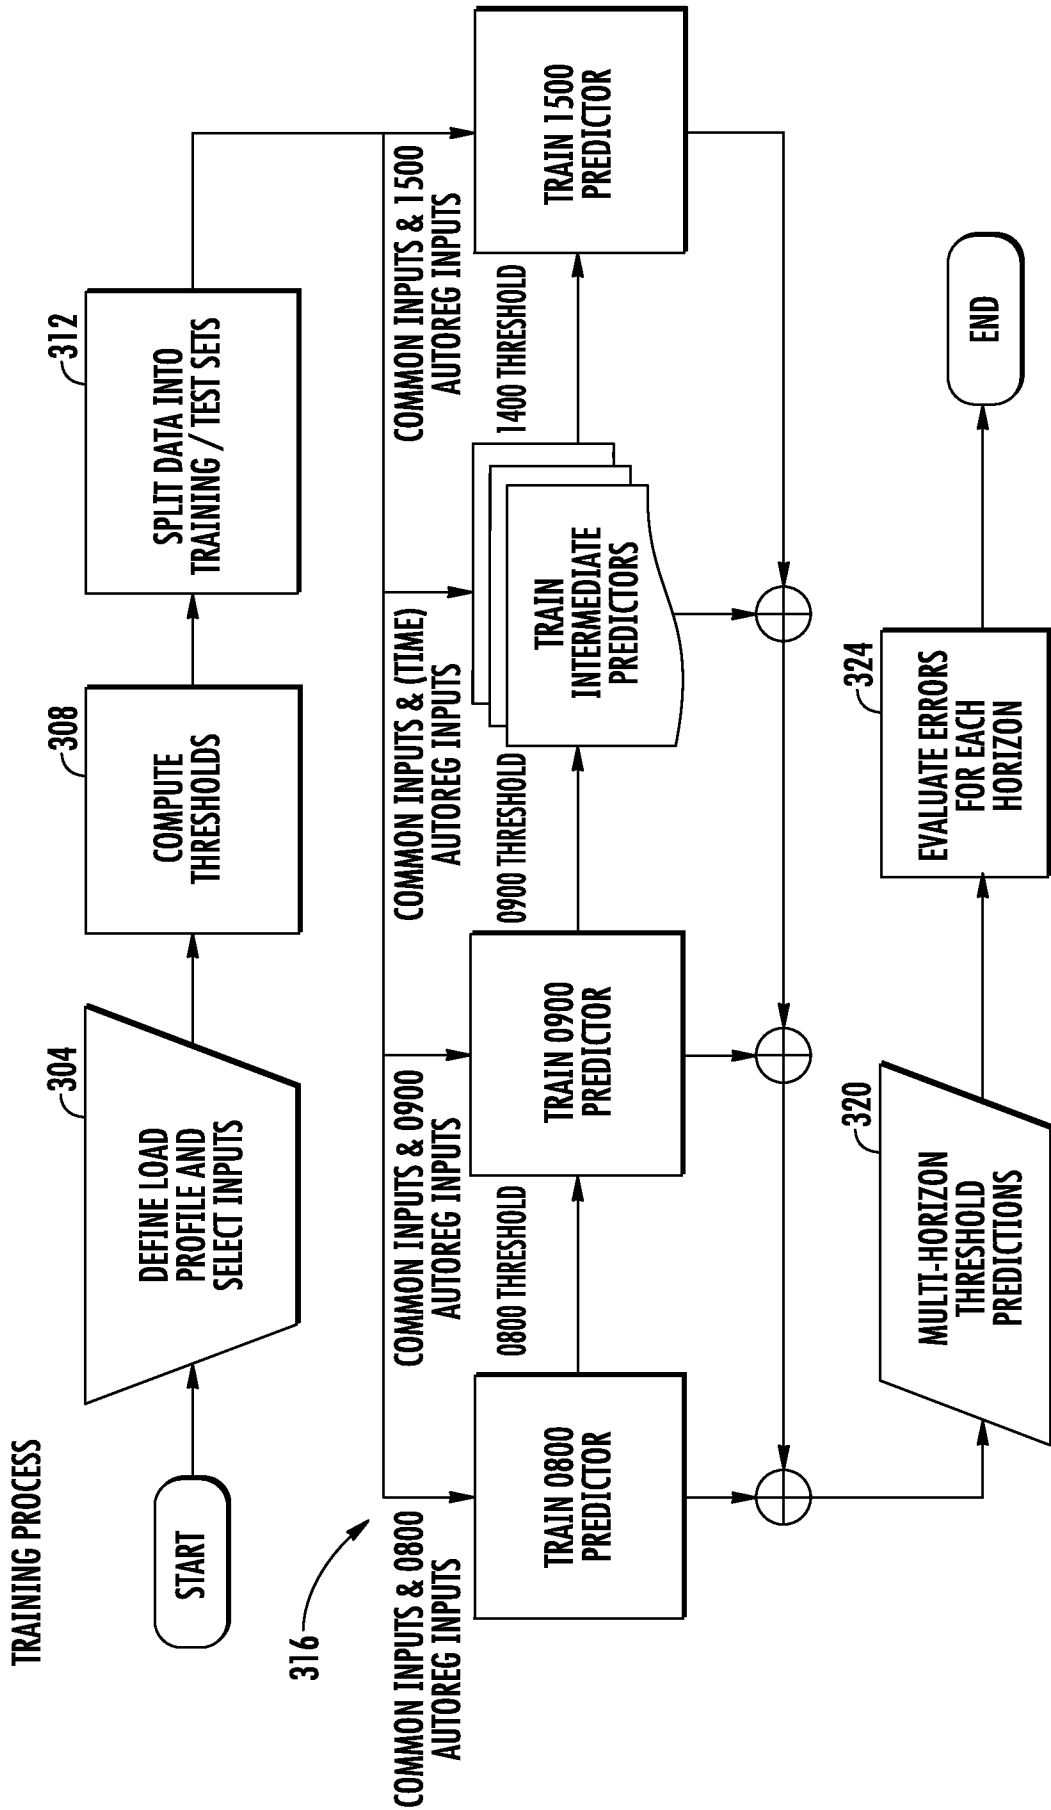 TRAINING PROCESS
START
304
DEFINE LOAD
PROFILE AND
SELECT INPUTS
308
COMPUTE
THRESHOLDS
312
SPLIT DATA INTO
TRAINING / TEST SETS
316
COMMON INPUTS & 0800
AUTOREG INPUTS
COMMON INPUTS & 0900
AUTOREG INPUTS
COMMON INPUTS & (TIME)
AUTOREG INPUTS
COMMON INPUTS & 1500
AUTOREG INPUTS
TRAIN 0800
PREDICTOR
0800 THRESHOLD
TRAIN 0900
PREDICTOR
0900 THRESHOLD
TRAIN
INTERMEDIATE
PREDICTORS
1400 THRESHOLD
TRAIN 1500
PREDICTOR
320
MULTI-HORIZON
THRESHOLD
PREDICTIONS
324
EVALUATE ERRORS
FOR EACH
HORIZON
END